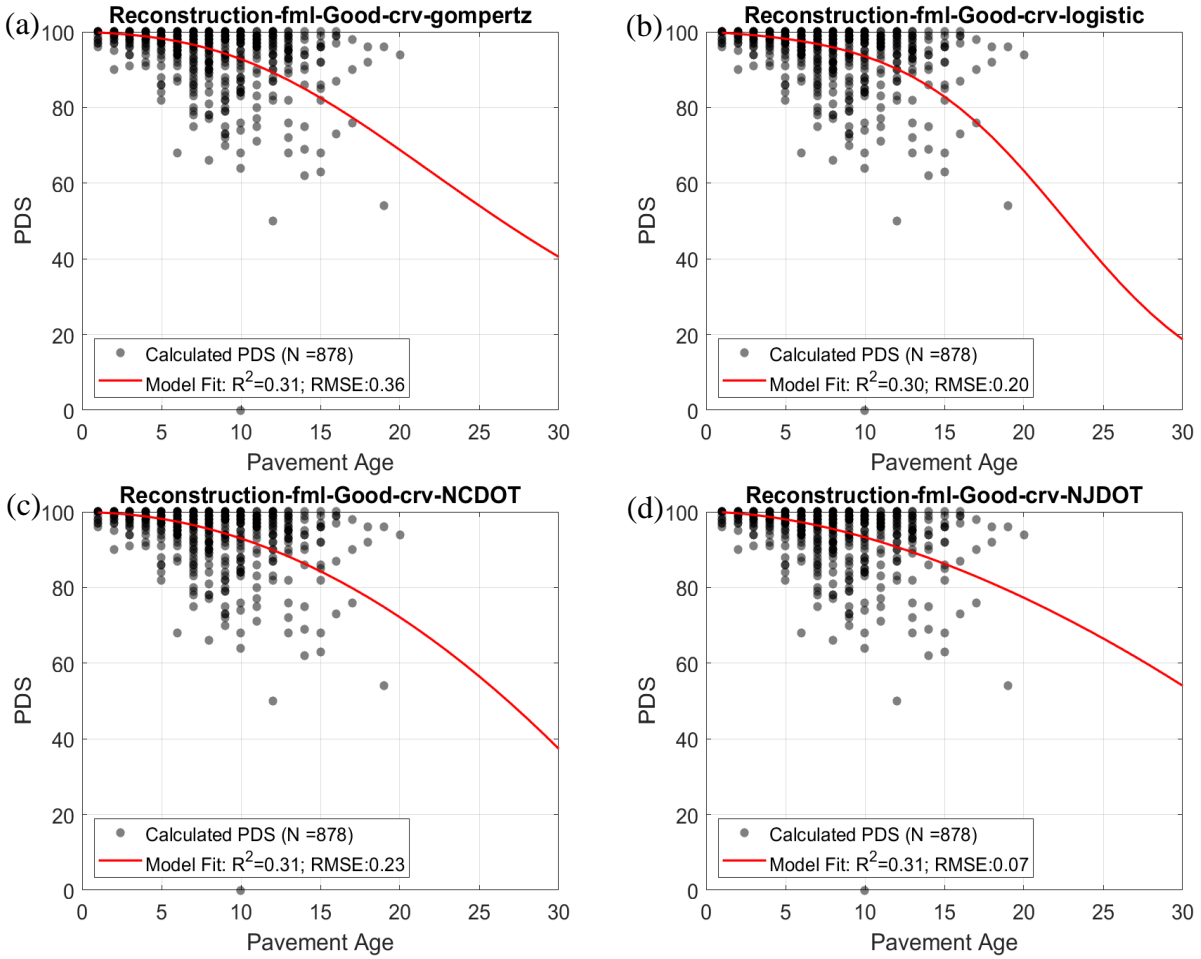 (a)
Reconstruction-fml-Good-crv-gompertz
100
80
60
40
20
0
PDS
Calculated PDS (N =878)
Model Fit: R²=0.31; RMSE:0.36
0 5 10 15 20 25 30
Pavement Age
(b)
Reconstruction-fml-Good-crv-logistic
100
80
60
40
20
0
PDS
Calculated PDS (N =878)
Model Fit: R²=0.30; RMSE:0.20
0 5 10 15 20 25 30
Pavement Age
(c)
Reconstruction-fml-Good-crv-NCDOT
100
80
60
40
20
0
PDS
Calculated PDS (N =878)
Model Fit: R²=0.31; RMSE:0.23
0 5 10 15 20 25 30
Pavement Age
(d)
Reconstruction-fml-Good-crv-NJDOT
100
80
60
40
20
0
PDS
Calculated PDS (N =878)
Model Fit: R²=0.31; RMSE:0.07
0 5 10 15 20 25 30
Pavement Age